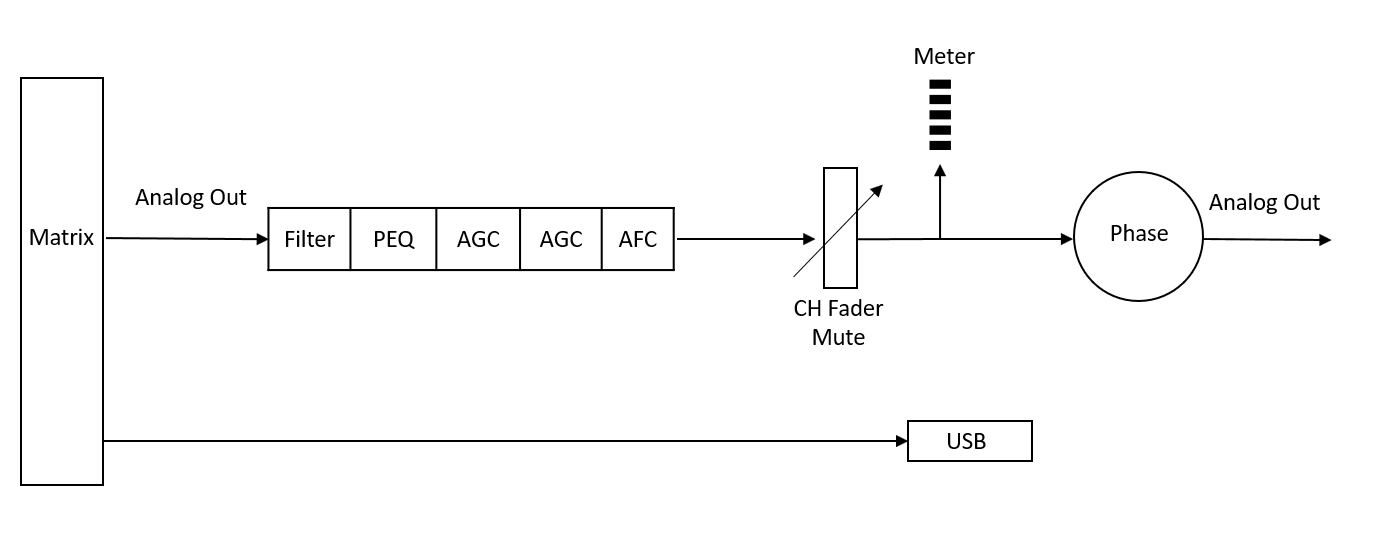 Meter
Matrix
Analog Out
Filter
PEQ
AGC
AGC
AFC
CH Fader
Mute
Phase
Analog Out
USB